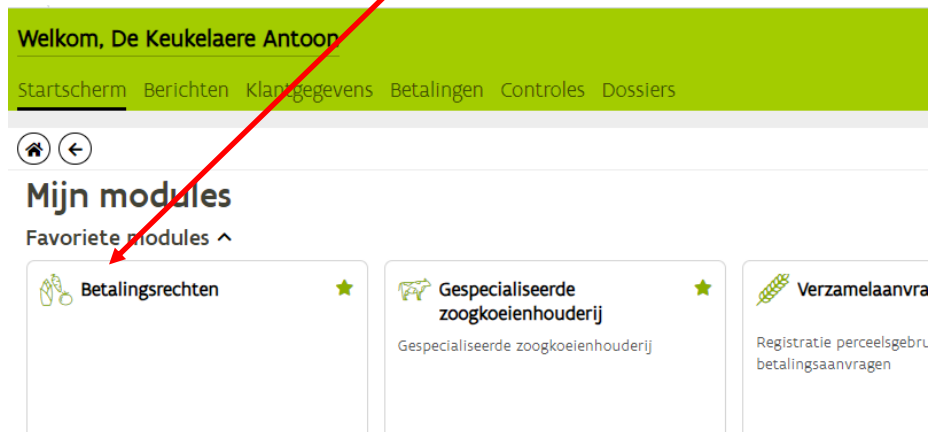 Welkom, De Keukelaere Antoon
Startscherm Berichten Klantgegevens Betalingen Controles Dossiers
Mijn modules
Favoriete modules
Betalingsrechten
Gespecialiseerde
zoogkoeienhouderij
Gespecialiseerde zoogkoeienhouderij
Verzamelaanvra
Registratie perceelsgebru
betalingsaanvragen